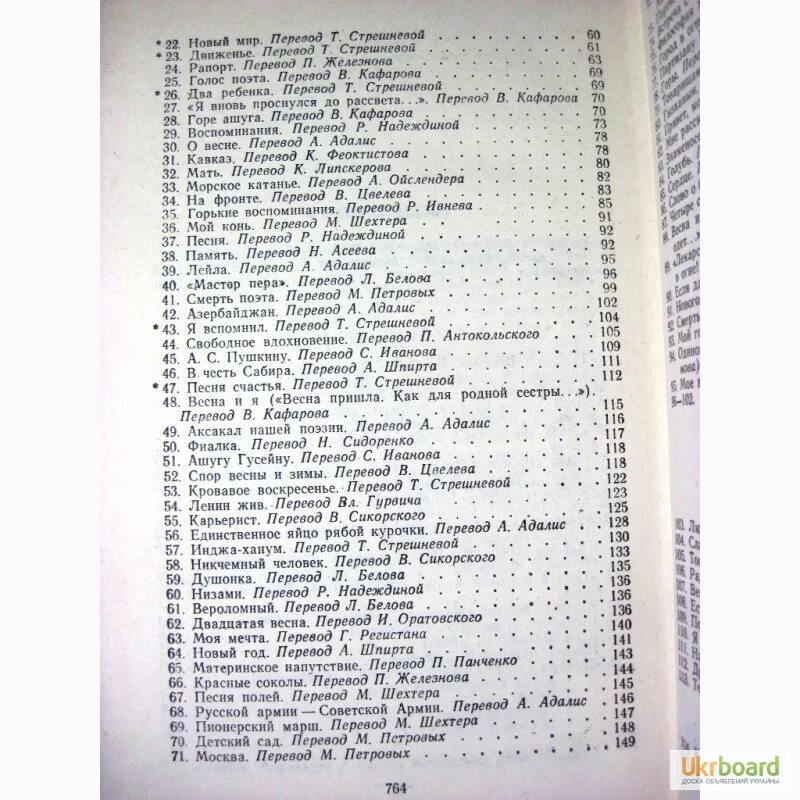 * 22. Новый мир. Перевод Т. Стрешневой . . . 60
* 23. Движенье. Перевод Т. Стрешневой . . . 61
24. Рапорт. Перевод П. Железнова . . . 63
25. Голос поэта. Перевод В. Кафарова . . . 69
* 26. Два ребенка. Перевод Т. Стрешневой . . . 69
27. «Я вновь проснулся до рассвета...». Перевод В. Кафарова 70
28. Горе ашуга. Перевод В. Кафарова . . . 70
29. Воспоминания. Перевод Р. Надеждиной . . . 73
30. О весне. Перевод А. Адалис . . . 78
31. Кавказ. Перевод К. Феоктистова . . . 78
32. Мать. Перевод К. Липскерова . . . 80
33. Морское катанье. Перевод А. Ойслендера . . . 82
34. На фронте. Перевод В. Цвелева . . . 83
35. Горькие воспоминания. Перевод Р. Ивнева . . . 85
36. Мой конь. Перевод М. Шехтера . . . 91
37. Песня. Перевод Р. Надеждиной . . . 92
38. Память. Перевод Н. Асеева . . . 92
39. Лейла. Перевод А. Адалис . . . 95
40. «Мастор пера». Перевод Л. Белова . . . 96
41. Смерть поэта. Перевод М. Петровых . . . 99
42. Азербайджан. Перевод А. Адалис . . . 102
* 43. Я вспомнил. Перевод Т. Стрешневой . . . 104
44. Свободное вдохновение. Перевод П. Антокольского . . . 105
45. А. С. Пушкину. Перевод С. Иванова . . . 109
46. В честь Сабира. Перевод А. Шпирта . . . 111
* 47. Песня счастья. Перевод Т. Стрешневой . . . 112
48. Весна и я («Весна пришла. Как для родной сестры...»).
Перевод В. Кафарова . . . 115
49. Аксакал нашей поэзии. Перевод А. Адалис . . . 116
50. Фиалка. Перевод Н. Сидоренко . . . 117
51. Ашугу Гусейну. Перевод С. Иванова . . . 118
52. Спор весны и зимы. Перевод В. Цвелева . . . 118
53. Кровавое воскресенье. Перевод Т. Стрешневой . . . 122
54. Ленин жив. Перевод Вл. Гурвича . . . 123
55. Карьерист. Перевод В. Сикорского . . . 125
56. Единственное яйцо рябой курочки. Перевод А. Адалис . . . 128
57. Инджа-ханум. Перевод Т. Стрешневой . . . 130
58. Никчемный человек. Перевод В. Сикорского . . . 133
59. Душонка. Перевод Л. Белова . . . 135
60. Низами. Перевод Р. Надеждиной . . . 136
61. Вероломный. Перевод Л. Белова . . . 136
62. Двадцатая весна. Перевод И. Оратовского . . . 136
63. Моя мечта. Перевод Г. Регистана . . . 140
64. Новый год. Перевод А. Шпирта . . . 141
65. Материнское напутствие. Перевод П. Панченко . . . 143
66. Красные соколы. Перевод П. Железнова . . . 144
67. Песня полей. Перевод М. Шехтера . . . 145
68. Русской армии — Советской Армии. Перевод А. Адалис . . . 146
69. Пионерский марш. Перевод М. Шехтера . . . 147
70. Детский сад. Перевод М. Петровых . . . 148
71. Москва. Перевод М. Петровых . . . 149
764
Ukrboard
ДОСКА ОБЪЯВЛЕНИЙ УКРАИНЫ